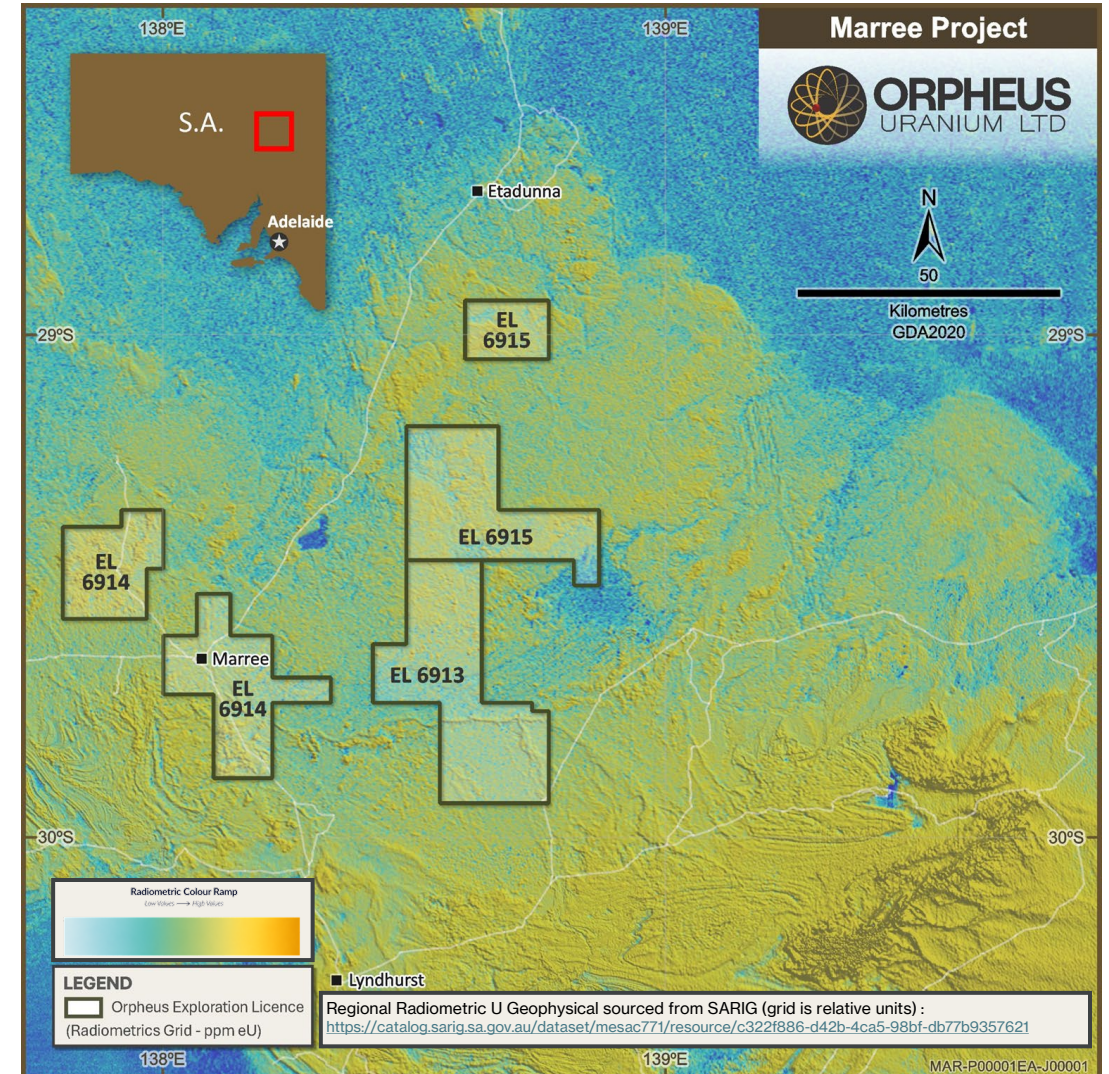 138ºE
139ºE
Marree Project
ORPHEUS
URANIUM LTD
S.A.
Adelaide
Etadunna
N
50
Kilometres
GDA2020
29ºS
29ºS
EL
6915
EL 6915
EL
6914
Marree
EL
6914
EL 6913
30ºS
30ºS
Radiometric Colour Ramp
Low Values ⟶ High Values
LEGEND
Orpheus Exploration Licence
(Radiometrics Grid - ppm eU)
Lyndhurst
Regional Radiometric U Geophysical sourced from SARIG (grid is relative units) :
https://catalog.sarig.sa.gov.au/dataset/mesac771/resource/c322f886-d42b-4ca5-98bf-db77b9357621
138ºE
139ºE
MAR-P00001EA-J00001